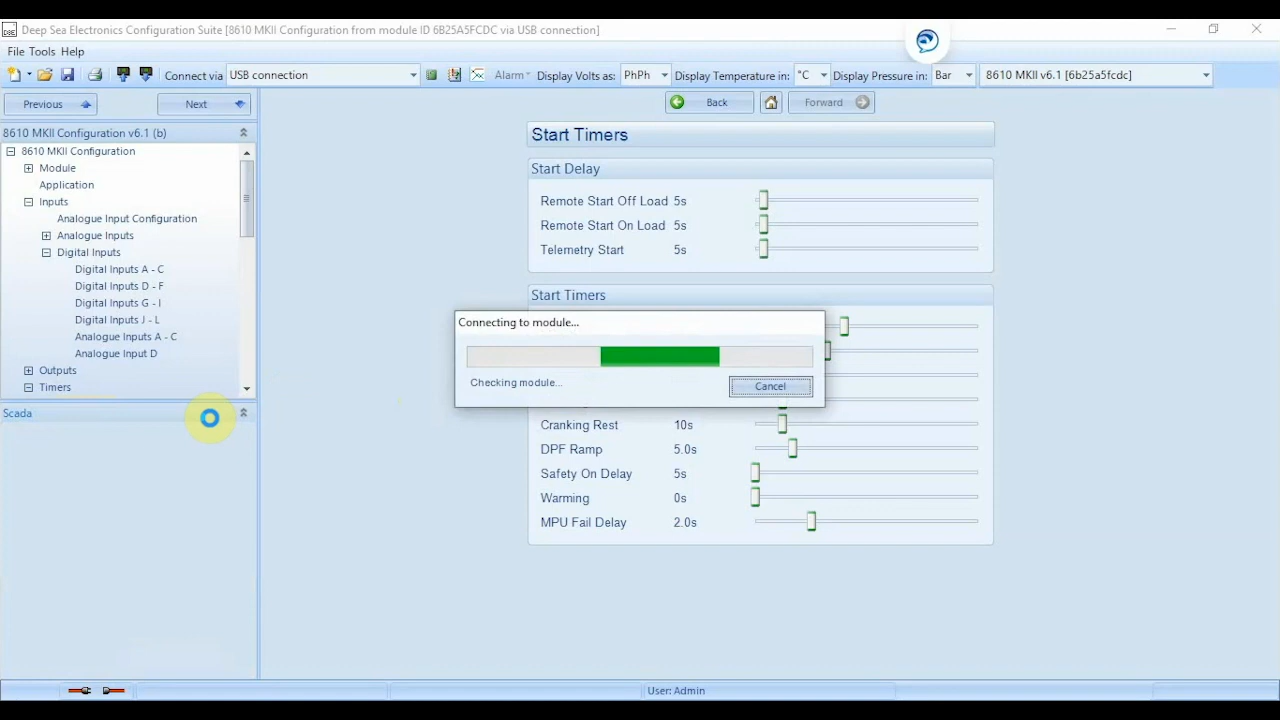 Deep Sea Electronics Configuration Suite [8610 MKII Configuration from module ID 6B25A5FCDC via USB connection]
File Tools Help
Connect via USB connection Alarm Display Volts as: PhPh Display Temperature in: °C Display Pressure in: Bar 8610 MKII v6.1 [6b25a5fcdc]
Previous Next
Back Forward
8610 MKII Configuration v6.1 (b)
8610 MKII Configuration
Module
Application
Inputs
Analogue Input Configuration
Analogue Inputs
Digital Inputs
Digital Inputs A - C
Digital Inputs D - F
Digital Inputs G - I
Digital Inputs J - L
Analogue Inputs A - C
Analogue Input D
Outputs
Timers
Scada
Start Timers
Start Delay
Remote Start Off Load 5s
Remote Start On Load 5s
Telemetry Start 5s
Start Timers
Connecting to module...
Checking module...
Cancel
Cranking Rest 10s
DPF Ramp 5.0s
Safety On Delay 5s
Warming 0s
MPU Fail Delay 2.0s
User: Admin